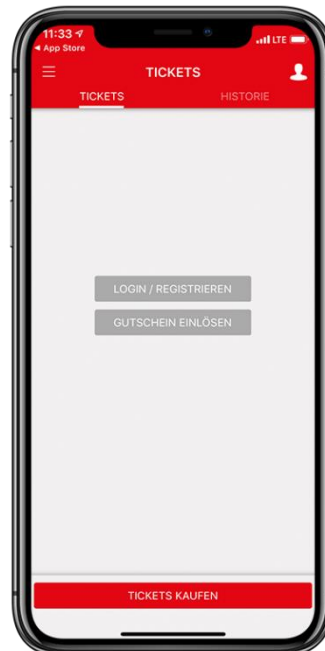 11:33
LTE
App Store
TICKETS
TICKETS
HISTORIE
LOGIN / REGISTRIEREN
GUTSCHEIN EINLÖSEN
TICKETS KAUFEN